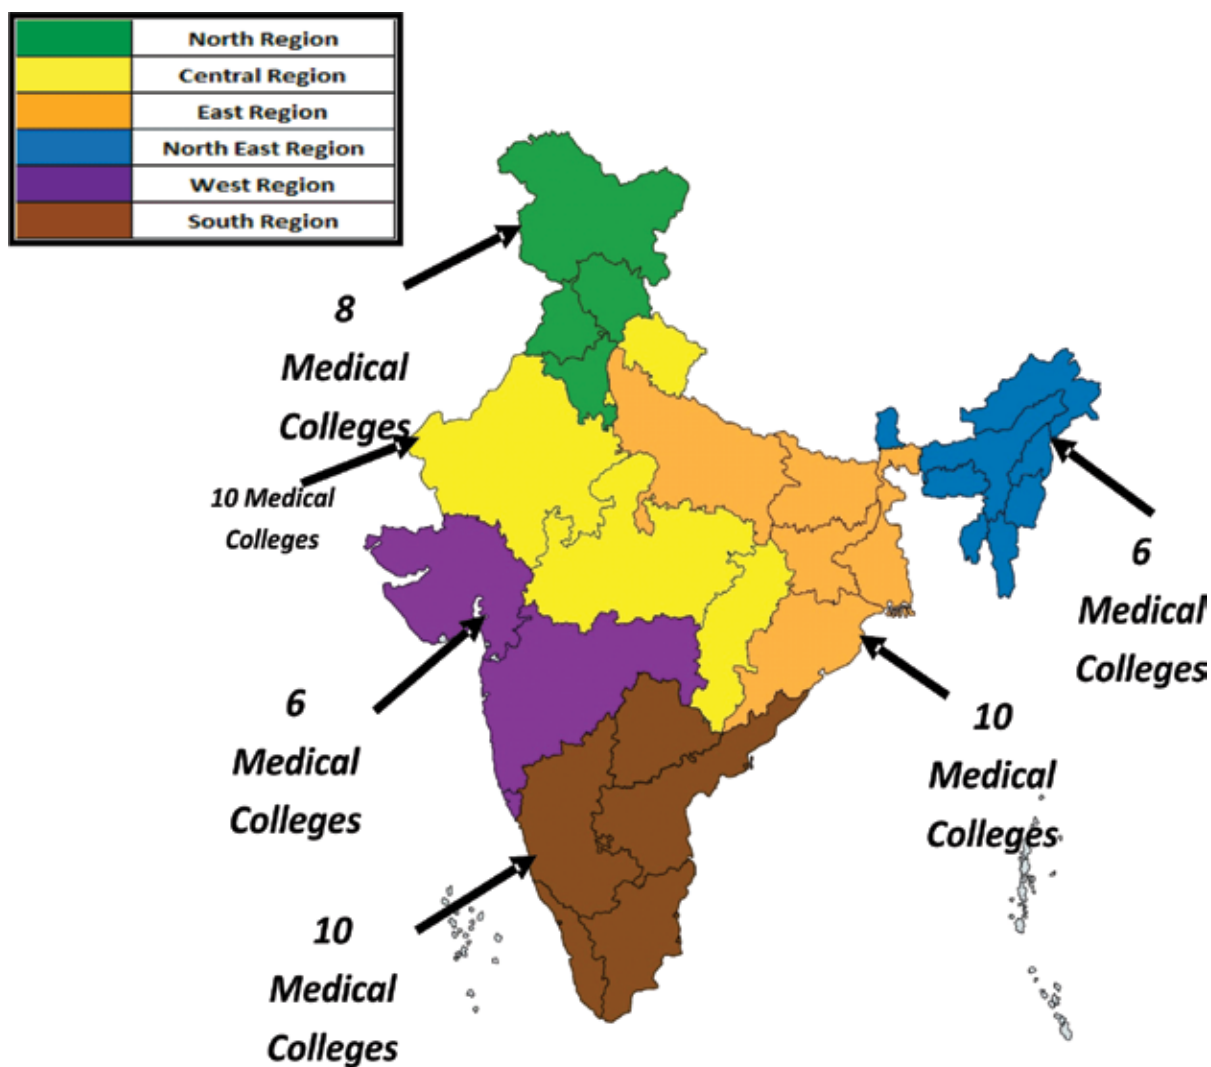 North Region
Central Region
East Region
North East Region
West Region
South Region
8
Medical
Colleges
10 Medical
Colleges
6
Medical
Colleges
6
Medical
Colleges
10
Medical
Colleges
10
Medical
Colleges